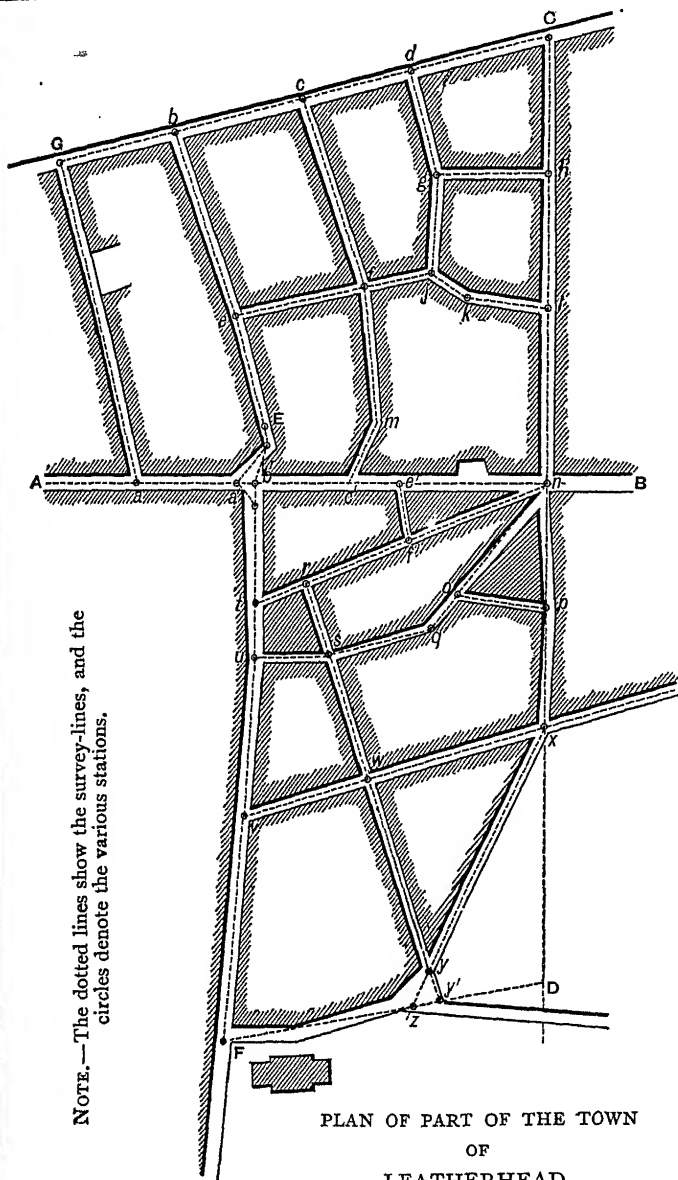 C
d
c
b
G
h
g
f
j
k
l
d
E
m
A
a
a'
b'
c'
e'
n
B
r
f'
t
o
p
q
s
u
w
x
v
y
y'
D
z
F
NOTE.—The dotted lines show the survey-lines, and the
circles denote the various stations.
PLAN OF PART OF THE TOWN
OF
LEATHERHEAD